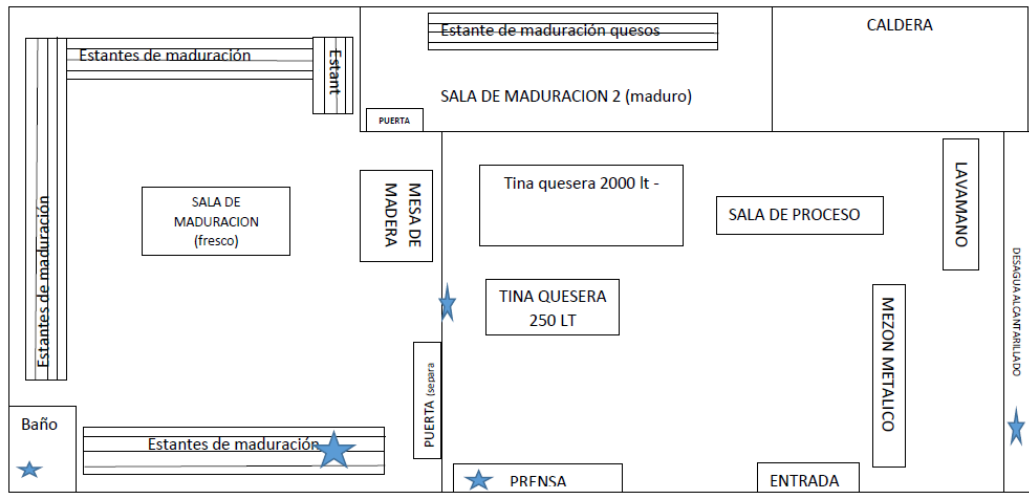 Estantes de maduración
Estant
Estante de maduración quesos
CALDERA
SALA DE MADURACION 2 (maduro)
PUERTA
Estantes de maduración
SALA DE
MADURACION
(fresco)
MESA DE
MADERA
Tina quesera 2000 lt -
SALA DE PROCESO
LAVAMANO
TINA QUESERA
250 LT
MEZON METALICO
DESAGUA ALCANTARILLADO
PUERTA (separa
Baño
Estantes de maduración
PRENSA
ENTRADA